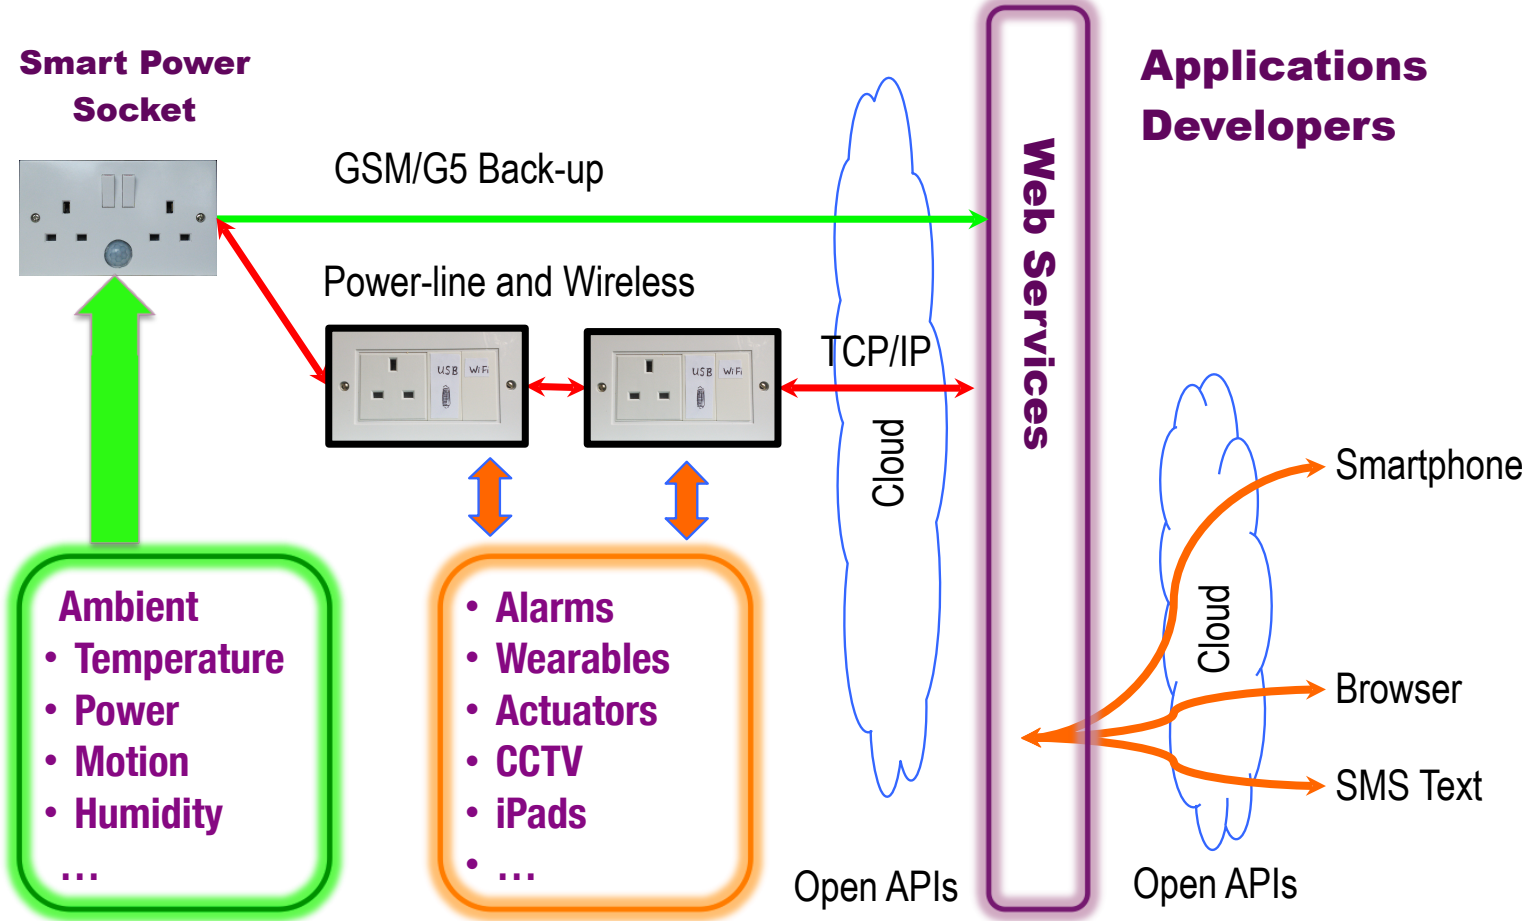 Smart Power
Socket
Applications
Developers
GSM/G5 Back-up
Power-line and Wireless
USB
WiFi
USB
WiFi
TCP/IP
Cloud
Web Services
Ambient
• Temperature
• Power
• Motion
• Humidity
...
• Alarms
• Wearables
• Actuators
• CCTV
• iPads
• ...
Open APIs
Cloud
Smartphone
Browser
SMS Text
Open APIs